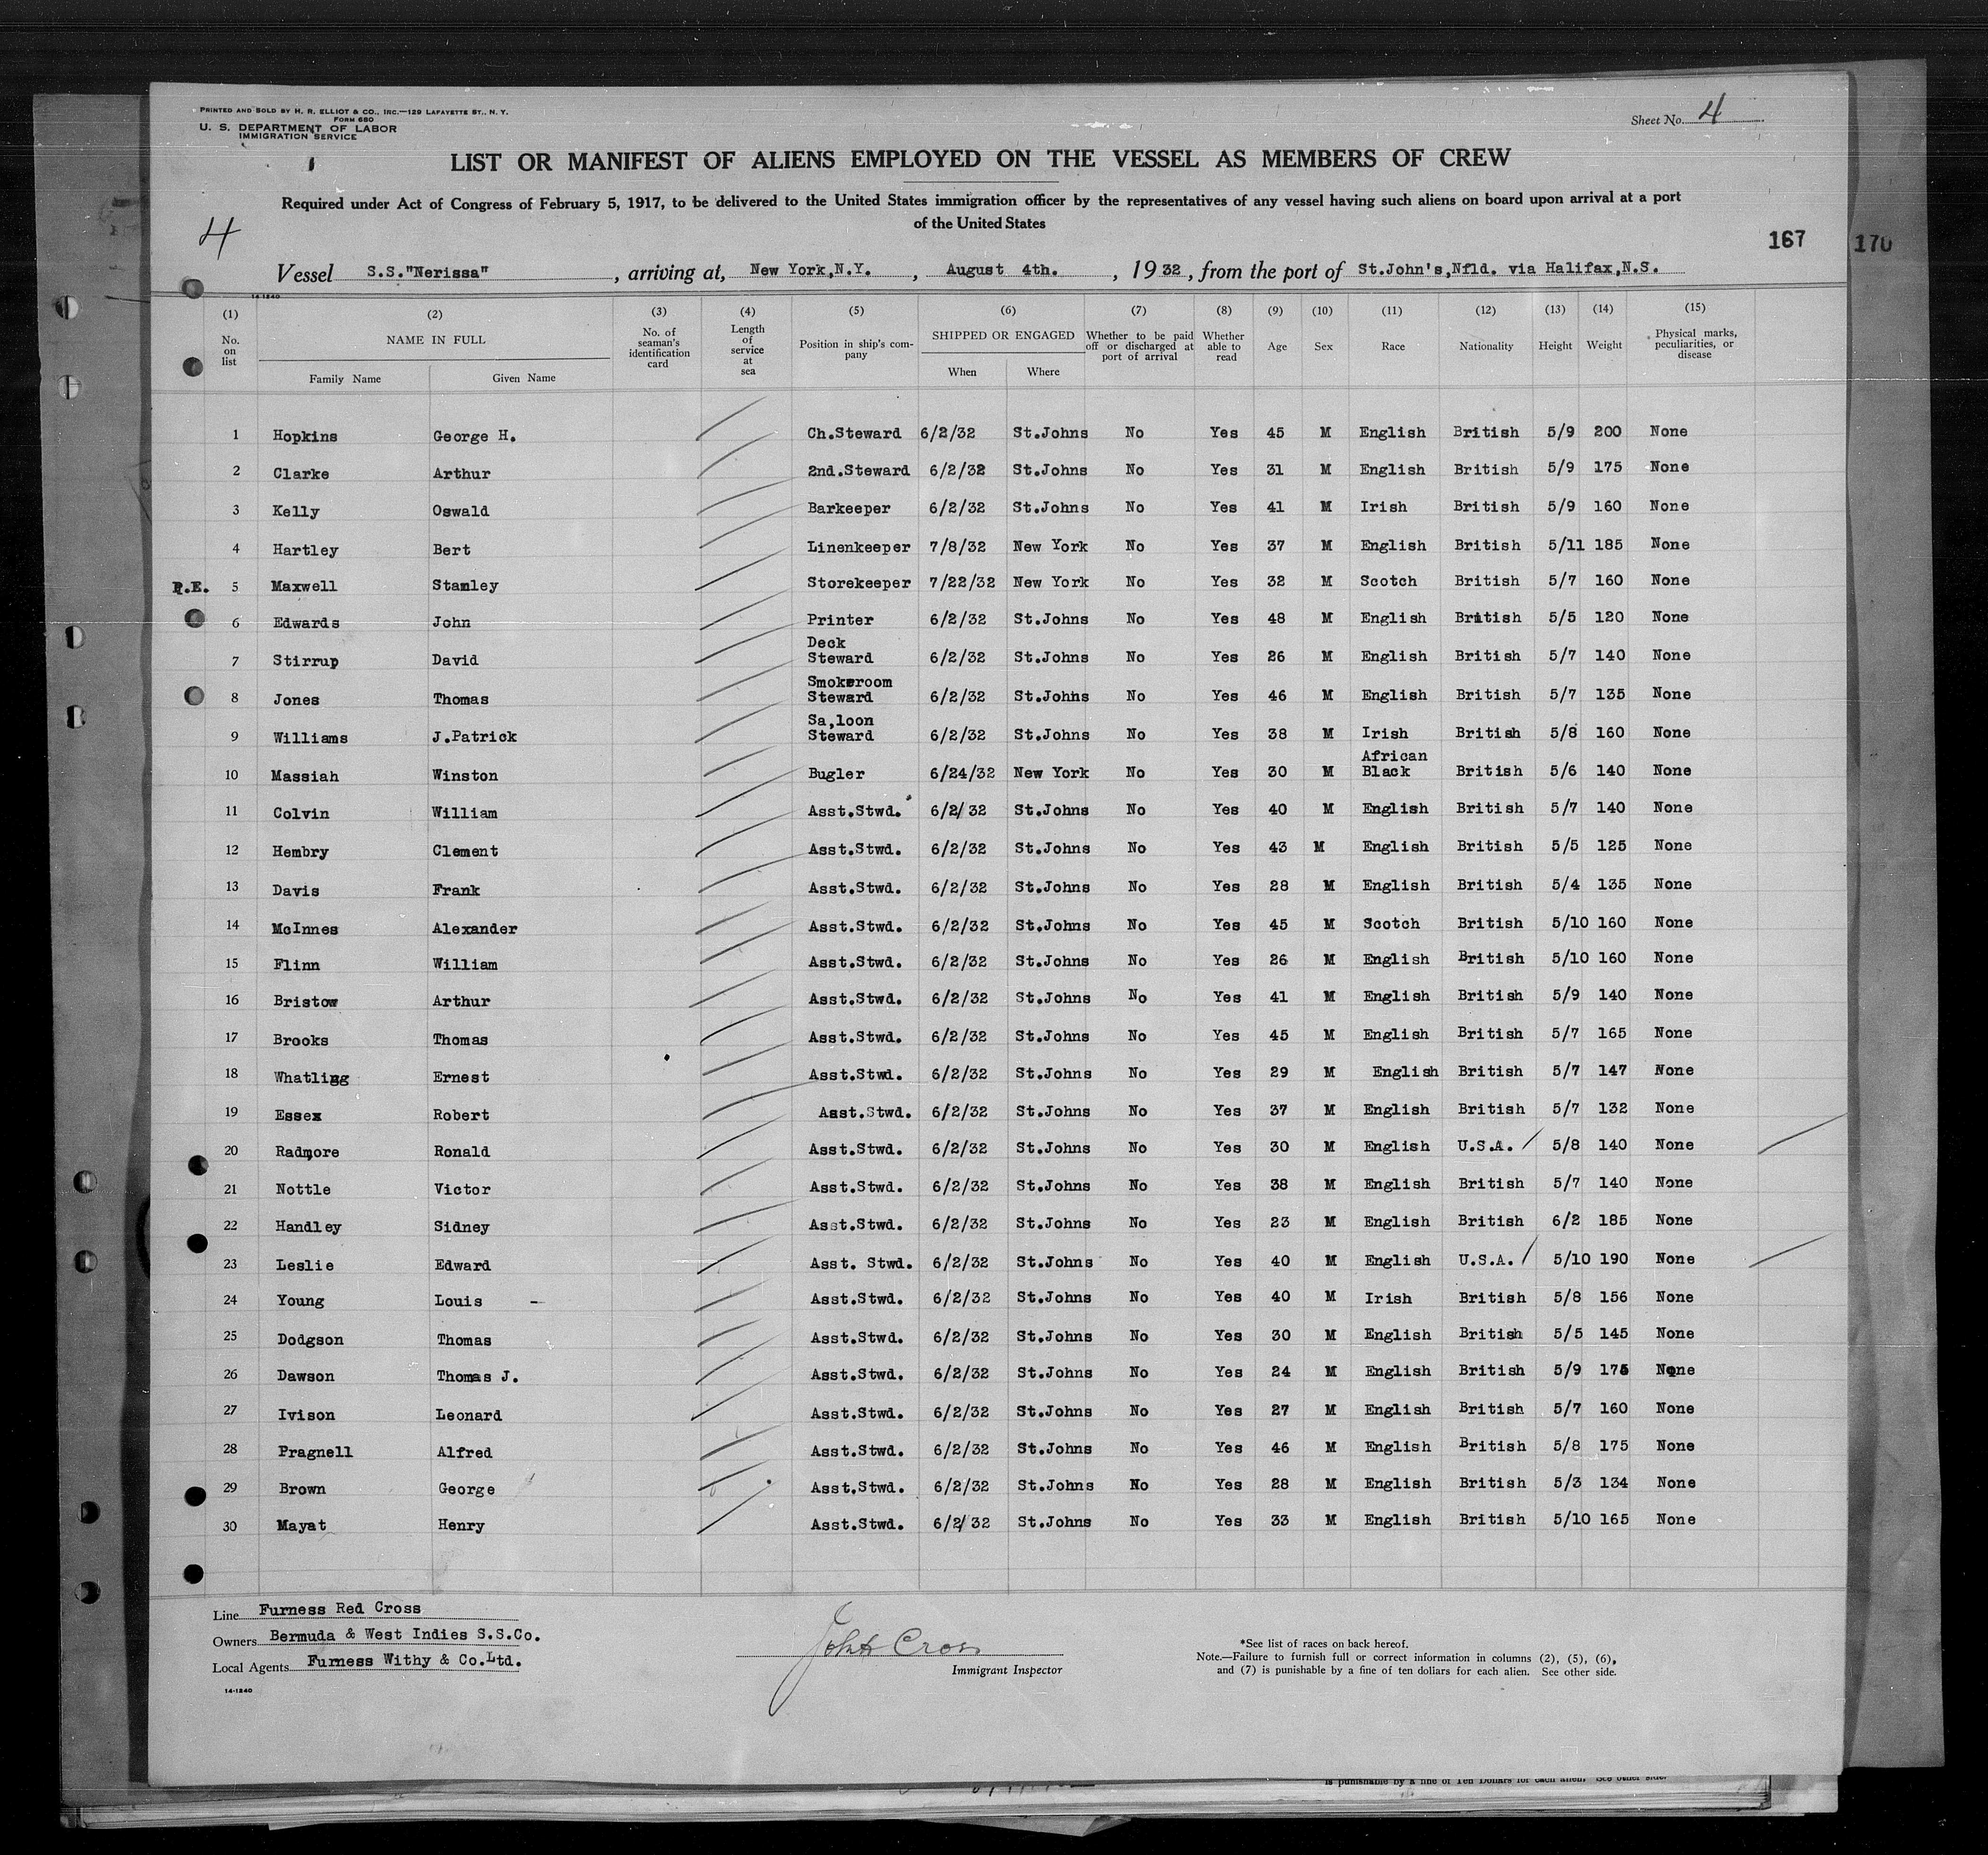 PRINTED AND SOLD BY H. R. ELLIOT & CO., INC.—129 LAFAYETTE ST., N. Y.
FORM 680
U. S. DEPARTMENT OF LABOR
IMMIGRATION SERVICE
Sheet No. 4
LIST OR MANIFEST OF ALIENS EMPLOYED ON THE VESSEL AS MEMBERS OF CREW
Required under Act of Congress of February 5, 1917, to be delivered to the United States immigration officer by the representatives of any vessel having such aliens on board upon arrival at a port
of the United States
4
167 170
Vessel S.S."Nerissa", arriving at, New York,N.Y., August 4th., 1932, from the port of St.John's,Nfld. via Halifax,N.S.
14-1240
(1) (2) (3) (4) (5) (6) (7) (8) (9) (10) (11) (12) (13) (14) (15)
No. on list NAME IN FULL No. of seaman's identification card Length of service at sea Position in ship's company SHIPPED OR ENGAGED Whether to be paid off or discharged at port of arrival Whether able to read Age Sex Race Nationality Height Weight Physical marks, peculiarities, or disease
Family Name Given Name When Where
1 Hopkins George H. Ch.Steward 6/2/32 St.Johns No Yes 45 M English British 5/9 200 None
2 Clarke Arthur 2nd.Steward 6/2/32 St.Johns No Yes 31 M English British 5/9 175 None
3 Kelly Oswald Barkeeper 6/2/32 St.Johns No Yes 41 M Irish British 5/9 160 None
4 Hartley Bert Linenkeeper 7/8/32 New York No Yes 37 M English British 5/11 185 None
P.E. 5 Maxwell Stanley Storekeeper 7/22/32 New York No Yes 32 M Scotch British 5/7 160 None
6 Edwards John Printer 6/2/32 St.Johns No Yes 48 M English British 5/5 120 None
7 Stirrup David Deck Steward 6/2/32 St.Johns No Yes 26 M English British 5/7 140 None
8 Jones Thomas Smokeroom Steward 6/2/32 St.Johns No Yes 46 M English British 5/7 135 None
9 Williams J.Patrick Sa,loon Steward 6/2/32 St.Johns No Yes 38 M Irish British 5/8 160 None
10 Massiah Winston Bugler 6/24/32 New York No Yes 30 M African Black British 5/6 140 None
11 Colvin William Asst.Stwd. 6/2/32 St.Johns No Yes 40 M English British 5/7 140 None
12 Hembry Clement Asst.Stwd. 6/2/32 St.Johns No Yes 43 M English British 5/5 125 None
13 Davis Frank Asst.Stwd. 6/2/32 St.Johns No Yes 28 M English British 5/4 135 None
14 McInnes Alexander Asst.Stwd. 6/2/32 St.Johns No Yes 45 M Scotch British 5/10 160 None
15 Flinn William Asst.Stwd. 6/2/32 St.Johns No Yes 26 M English British 5/10 160 None
16 Bristow Arthur Asst.Stwd. 6/2/32 St.Johns No Yes 41 M English British 5/9 140 None
17 Brooks Thomas Asst.Stwd. 6/2/32 St.Johns No Yes 45 M English British 5/7 165 None
18 Whatling Ernest Asst.Stwd. 6/2/32 St.Johns No Yes 29 M English British 5/7 147 None
19 Essex Robert Asst.Stwd. 6/2/32 St.Johns No Yes 37 M English British 5/7 132 None
20 Radmore Ronald Asst.Stwd. 6/2/32 St.Johns No Yes 30 M English U.S.A. 5/8 140 None
21 Nottle Victor Asst.Stwd. 6/2/32 St.Johns No Yes 38 M English British 5/7 140 None
22 Handley Sidney Asst.Stwd. 6/2/32 St.Johns No Yes 23 M English British 6/2 185 None
23 Leslie Edward Asst. Stwd. 6/2/32 St.Johns No Yes 40 M English U.S.A. 5/10 190 None
24 Young Louis Asst.Stwd. 6/2/32 St.Johns No Yes 40 M Irish British 5/8 156 None
25 Dodgson Thomas Asst.Stwd. 6/2/32 St.Johns No Yes 30 M English British 5/5 145 None
26 Dawson Thomas J. Asst.Stwd. 6/2/32 St.Johns No Yes 24 M English British 5/9 175 None
27 Ivison Leonard Asst.Stwd. 6/2/32 St.Johns No Yes 27 M English British 5/7 160 None
28 Pragnell Alfred Asst.Stwd. 6/2/32 St.Johns No Yes 46 M English British 5/8 175 None
29 Brown George Asst.Stwd. 6/2/32 St.Johns No Yes 28 M English British 5/3 134 None
30 Mayat Henry Asst.Stwd. 6/2/32 St.Johns No Yes 33 M English British 5/10 165 None
Line Furness Red Cross
Owners Bermuda & West Indies S.S.Co.
Local Agents Furness Withy & Co.Ltd.
14-1240
John Cross
Immigrant Inspector
*See list of races on back hereof.
Note.—Failure to furnish full or correct information in columns (2), (5), (6),
and (7) is punishable by a fine of ten dollars for each alien. See other side.
is punishable by a fine of Ten Dollars for each alien. See other side.